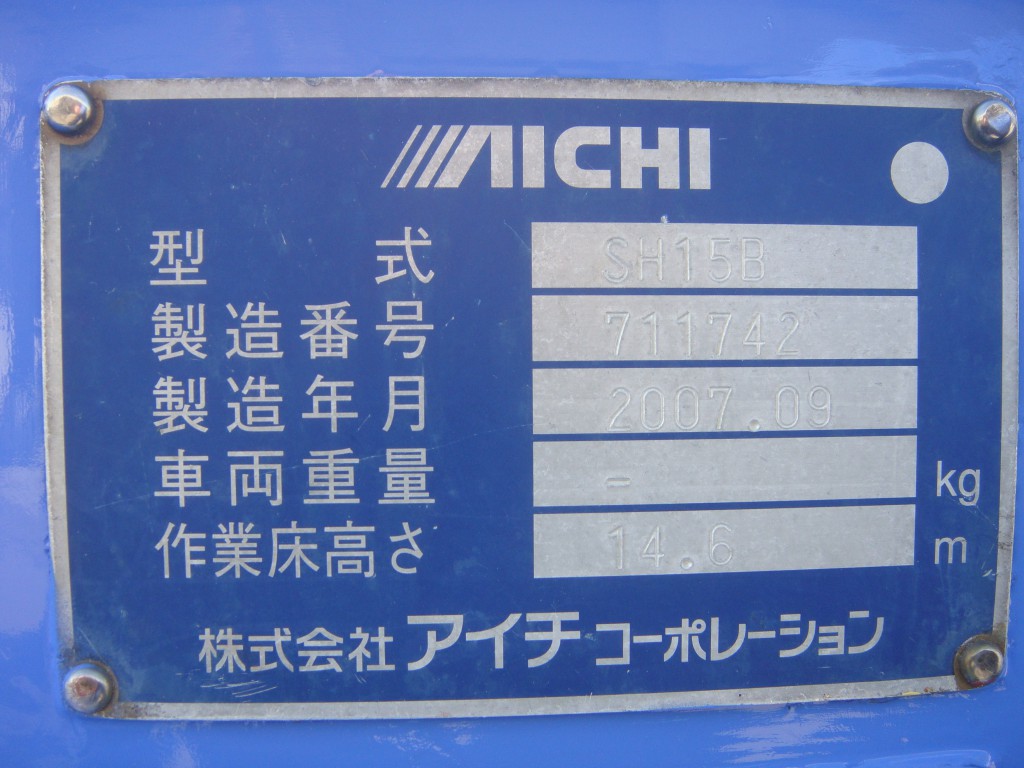 AICHI
型式 SH15B
製造番号 711742
製造年月 2007.09
車両重量 - kg
作業床高さ 14.6 m
株式会社アイチコーポレーション